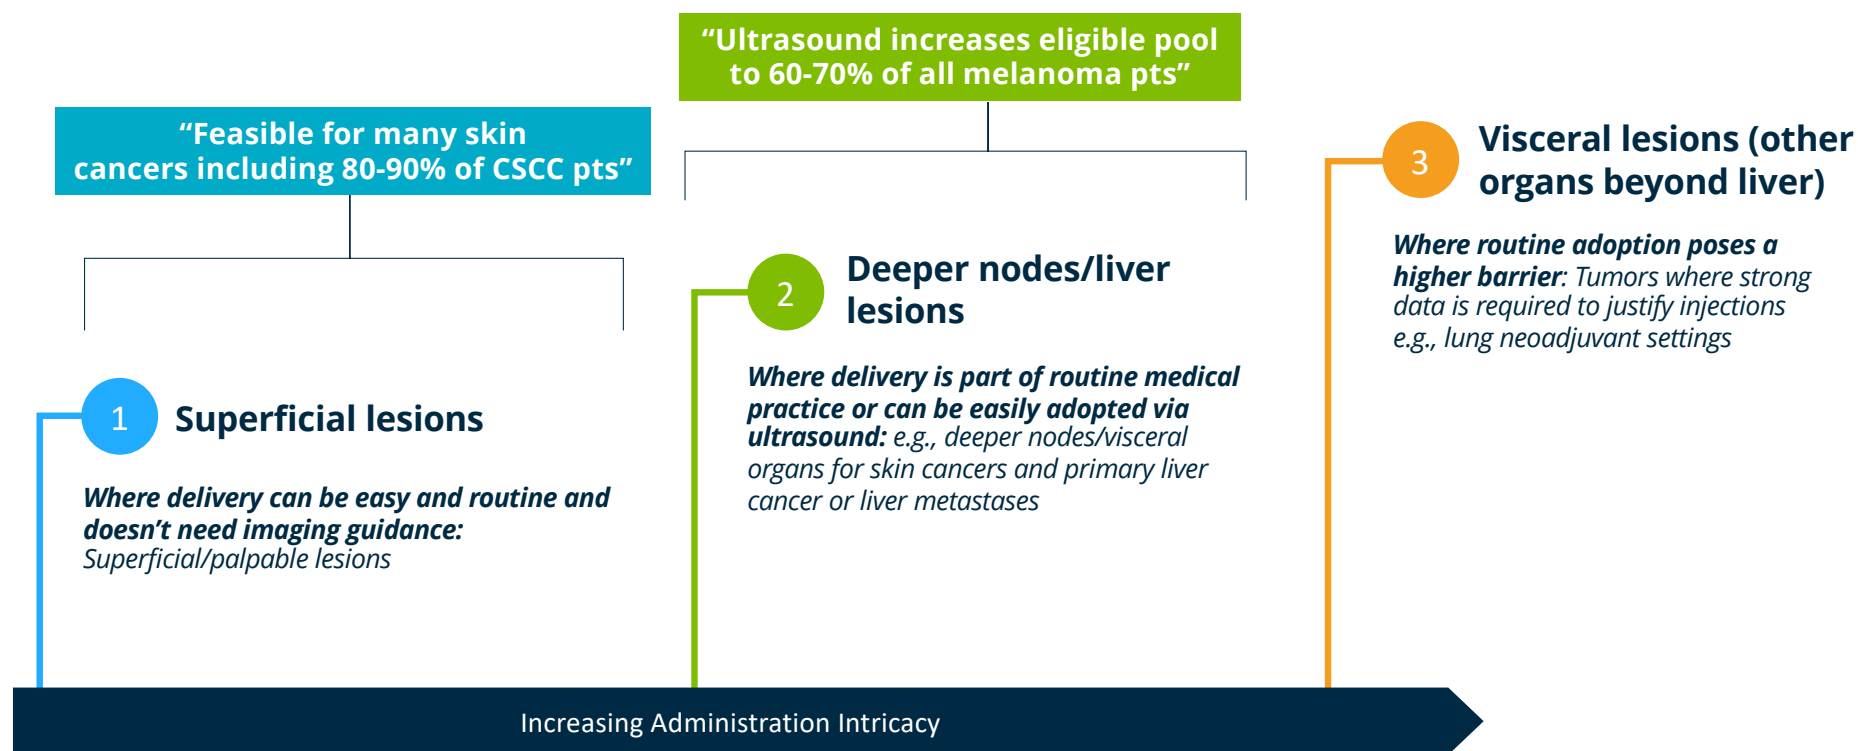 “Feasible for many skin
cancers including 80-90% of CSCC pts”
1
Superficial lesions
Where delivery can be easy and routine and
doesn’t need imaging guidance:
Superficial/palpable lesions
“Ultrasound increases eligible pool
to 60-70% of all melanoma pts”
2
Deeper nodes/liver
lesions
Where delivery is part of routine medical
practice or can be easily adopted via
ultrasound: e.g., deeper nodes/visceral
organs for skin cancers and primary liver
cancer or liver metastases
3
Visceral lesions (other
organs beyond liver)
Where routine adoption poses a
higher barrier: Tumors where strong
data is required to justify injections
e.g., lung neoadjuvant settings
Increasing Administration Intricacy